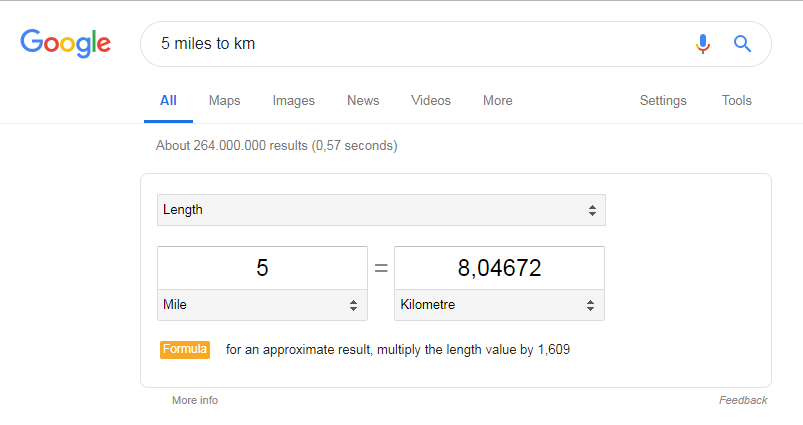 Google 5 miles to km
All Maps Images News Videos More Settings Tools
About 264.000.000 results (0,57 seconds)
Length
5 = 8,04672
Mile Kilometre
Formula for an approximate result, multiply the length value by 1,609
More info Feedback